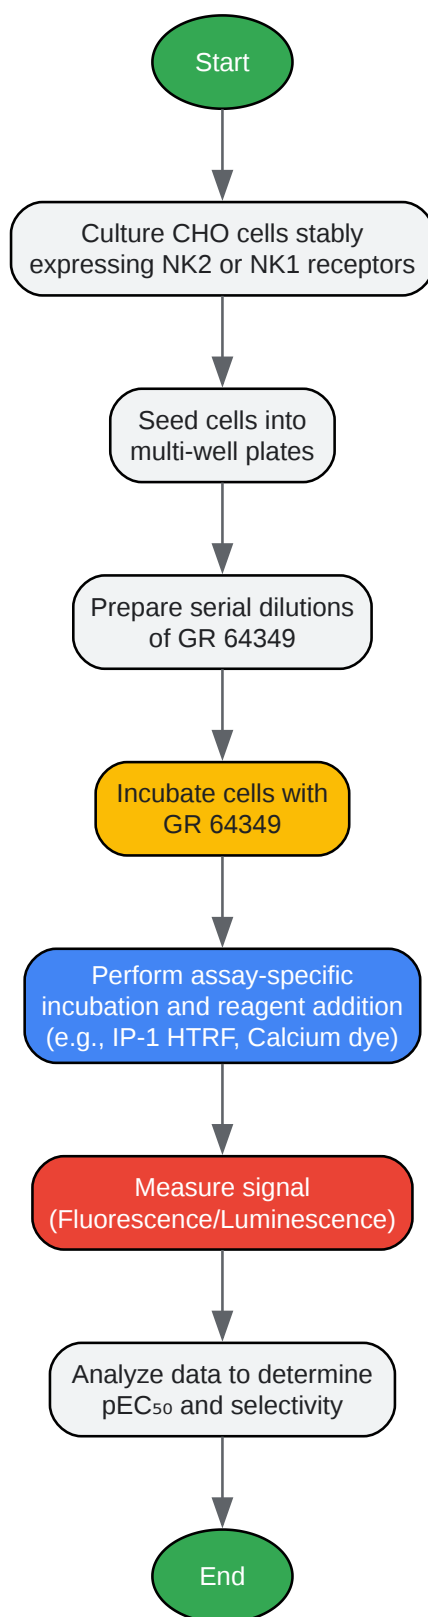 Start
Culture CHO cells stably
expressing NK2 or NK1 receptors
Seed cells into
multi-well plates
Prepare serial dilutions
of GR 64349
Incubate cells with
GR 64349
Perform assay-specific
incubation and reagent addition
(e.g., IP-1 HTRF, Calcium dye)
Measure signal
(Fluorescence/Luminescence)
Analyze data to determine
pEC₅₀ and selectivity
End